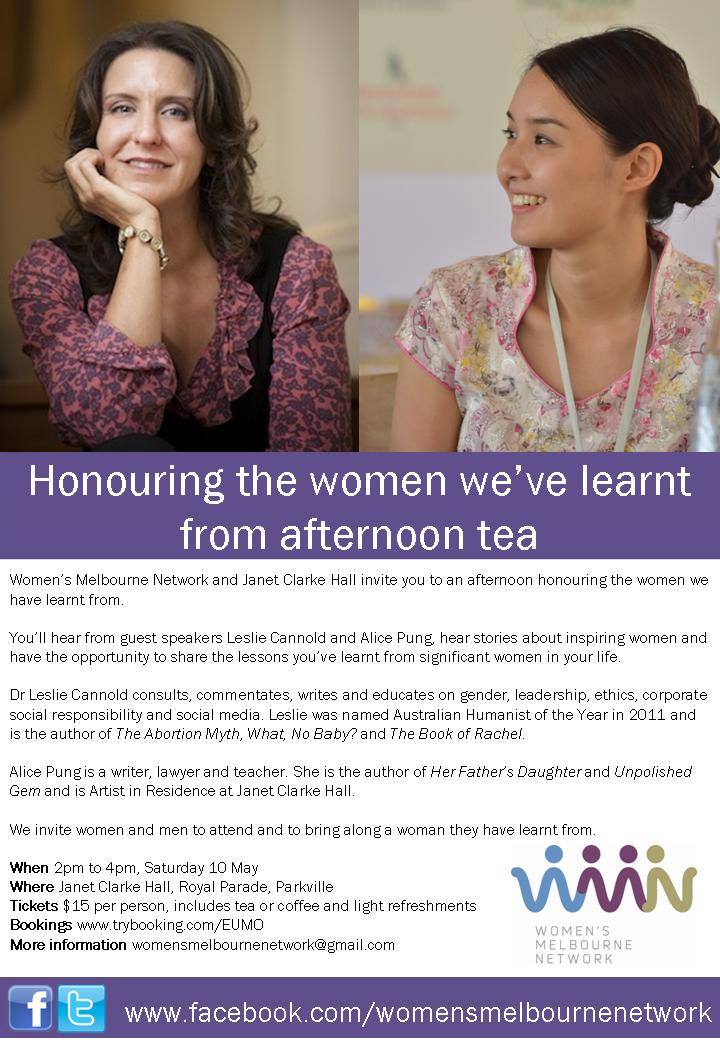 Honouring the women we've learnt
from afternoon tea
Women's Melbourne Network and Janet Clarke Hall invite you to an afternoon honouring the women we
have learnt from.
You'll hear from guest speakers Leslie Cannold and Alice Pung, hear stories about inspiring women and
have the opportunity to share the lessons you've learnt from significant women in your life.
Dr Leslie Cannold consults, commentates, writes and educates on gender, leadership, ethics, corporate
social responsibility and social media. Leslie was named Australian Humanist of the Year in 2011 and
is the author of The Abortion Myth, What, No Baby? and The Book of Rachel.
Alice Pung is a writer, lawyer and teacher. She is the author of Her Father's Daughter and Unpolished
Gem and is Artist in Residence at Janet Clarke Hall.
We invite women and men to attend and to bring along a woman they have learnt from.
When 2pm to 4pm, Saturday 10 May
Where Janet Clarke Hall, Royal Parade, Parkville
Tickets $15 per person, includes tea or coffee and light refreshments
Bookings www.trybooking.com/EUMO
More information womensmelbournenetwork@gmail.com
WMN
WOMEN'S
MELBOURNE
NETWORK
f t www.facebook.com/womensmelbournenetwork